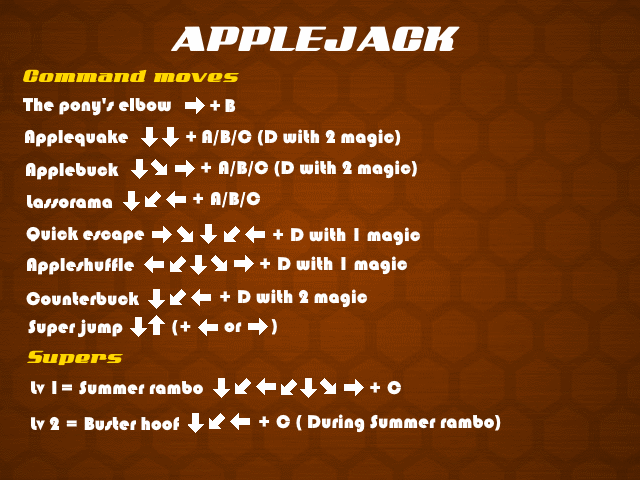 APPLEJACK
Command moves
The pony's elbow → + B
Applequake ↓ ↓ + A/B/C (D with 2 magic)
Applebuck ↓ ↘ → + A/B/C (D with 2 magic)
Lassorama ↓ ↙ ← + A/B/C
Quick escape → ↘ ↓ ↙ ← + D with 1 magic
Appleshuffle ← ↙ ↓ ↘ → + D with 1 magic
Counterbuck ↓ ↙ ← + D with 2 magic
Super jump ↓ ↑ (+ ← or →)
Supers
Lv 1= Summer rambo ↓ ↙ ← ↙ ↓ ↘ → + C
Lv 2 = Buster hoof ↓ ↙ ← + C ( During Summer rambo)